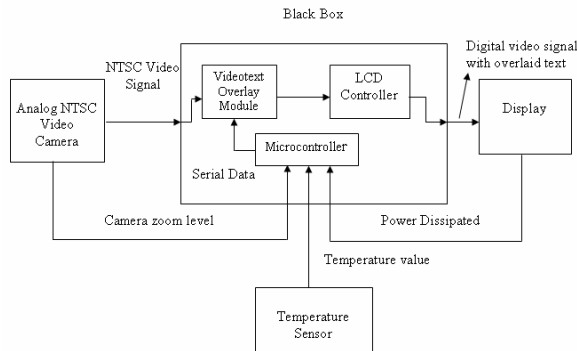 Black Box
NTSC Video
Signal
Digital video signal
with overlaid text
Analog NTSC
Video
Camera
Videotext
Overlay
Module
LCD
Controller
Display
Microcontroller
Serial Data
Camera zoom level
Power Dissipated
Temperature value
Temperature
Sensor